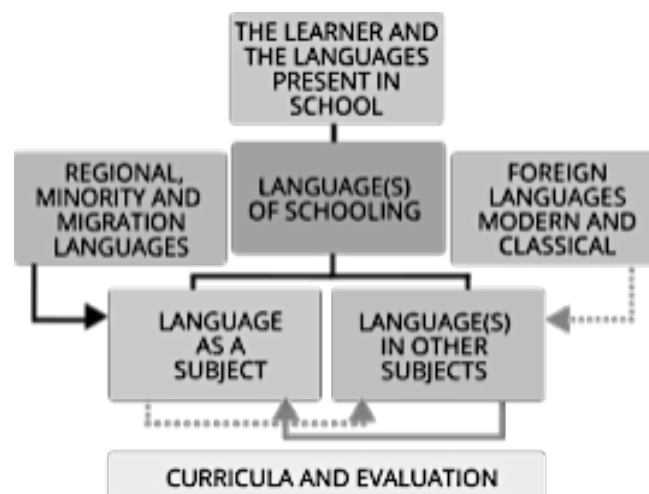 THE LEARNER AND
THE LANGUAGES
PRESENT IN
SCHOOL
REGIONAL,
MINORITY AND
MIGRATION
LANGUAGES
LANGUAGE(S)
OF SCHOOLING
FOREIGN
LANGUAGES
MODERN AND
CLASSICAL
LANGUAGE
AS A
SUBJECT
LANGUAGE(S)
IN OTHER
SUBJECTS
CURRICULA AND EVALUATION